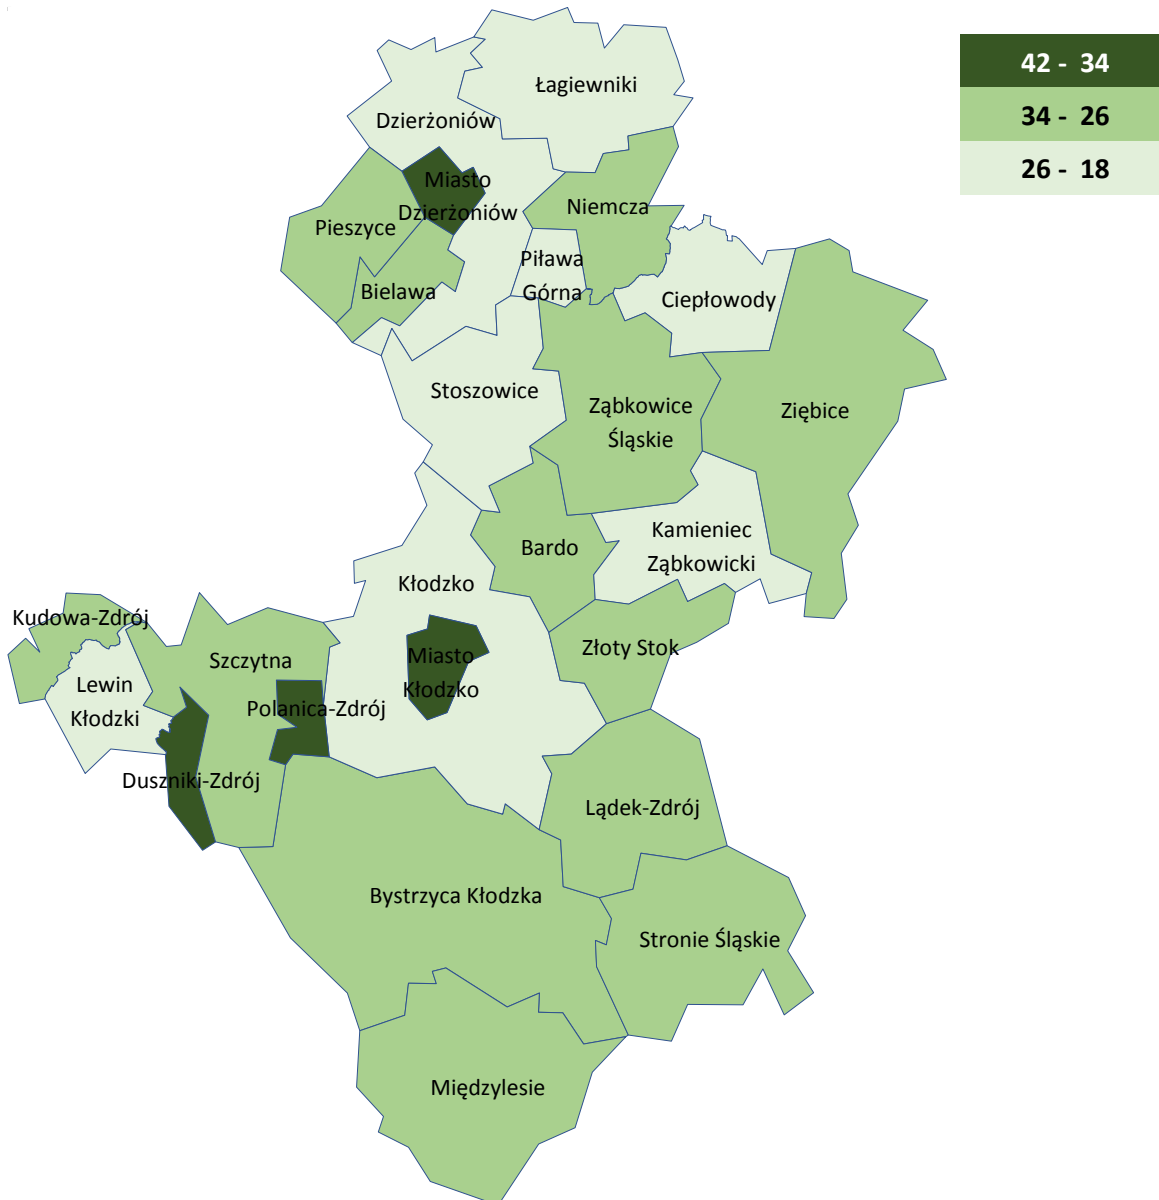 42 - 34
34 - 26
26 - 18
Łagiewniki
Dzierżoniów
Miasto
Dzierżoniów
Niemcza
Pieszyce
Piława
Górna
Bielawa
Ciepłowody
Stoszowice
Ząbkowice
Śląskie
Ziębice
Kamieniec
Ząbkowicki
Bardo
Kłodzko
Kudowa-Zdrój
Złoty Stok
Szczytna
Miasto
Kłodzko
Lewin
Kłodzki
Polanica-Zdrój
Duszniki-Zdrój
Lądek-Zdrój
Bystrzyca Kłodzka
Stronie Śląskie
Międzylesie